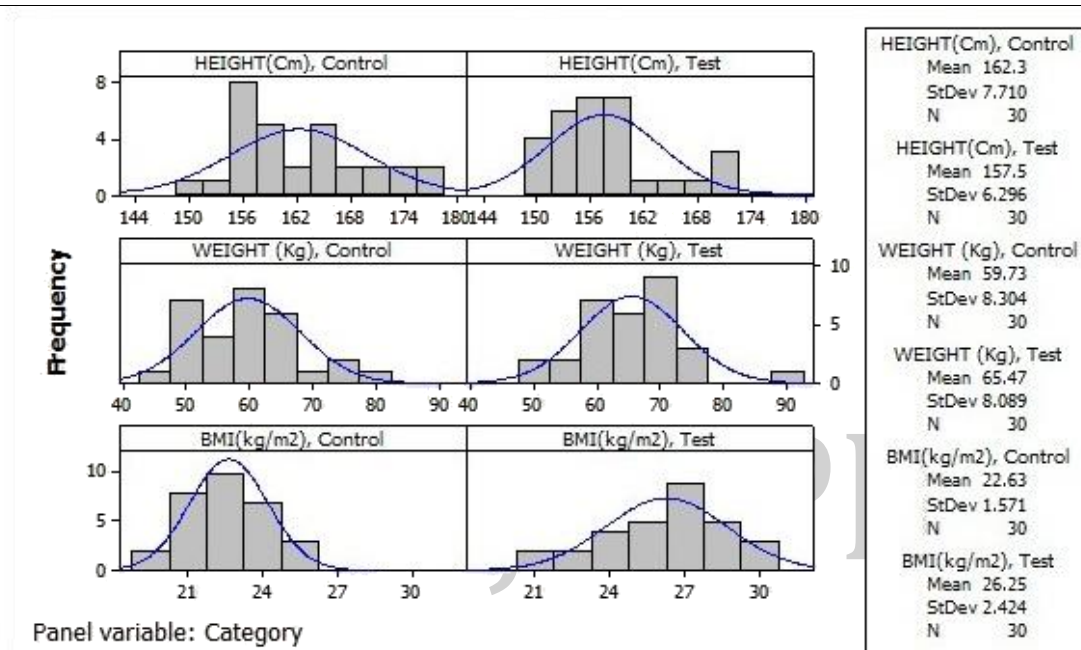 HEIGHT(Cm), Control HEIGHT(Cm), Test
8
4
0
144 150 156 162 168 174 180 144 150 156 162 168 174 180
WEIGHT (Kg), Control WEIGHT (Kg), Test
10
5
0
40 50 60 70 80 90 40 50 60 70 80 90
BMI(kg/m2), Control BMI(kg/m2), Test
10
5
0
21 24 27 30 21 24 27 30
Frequency
Panel variable: Category
HEIGHT(Cm), Control
Mean 162.3
StDev 7.710
N 30
HEIGHT(Cm), Test
Mean 157.5
StDev 6.296
N 30
WEIGHT (Kg), Control
Mean 59.73
StDev 8.304
N 30
WEIGHT (Kg), Test
Mean 65.47
StDev 8.089
N 30
BMI(kg/m2), Control
Mean 22.63
StDev 1.571
N 30
BMI(kg/m2), Test
Mean 26.25
StDev 2.424
N 30